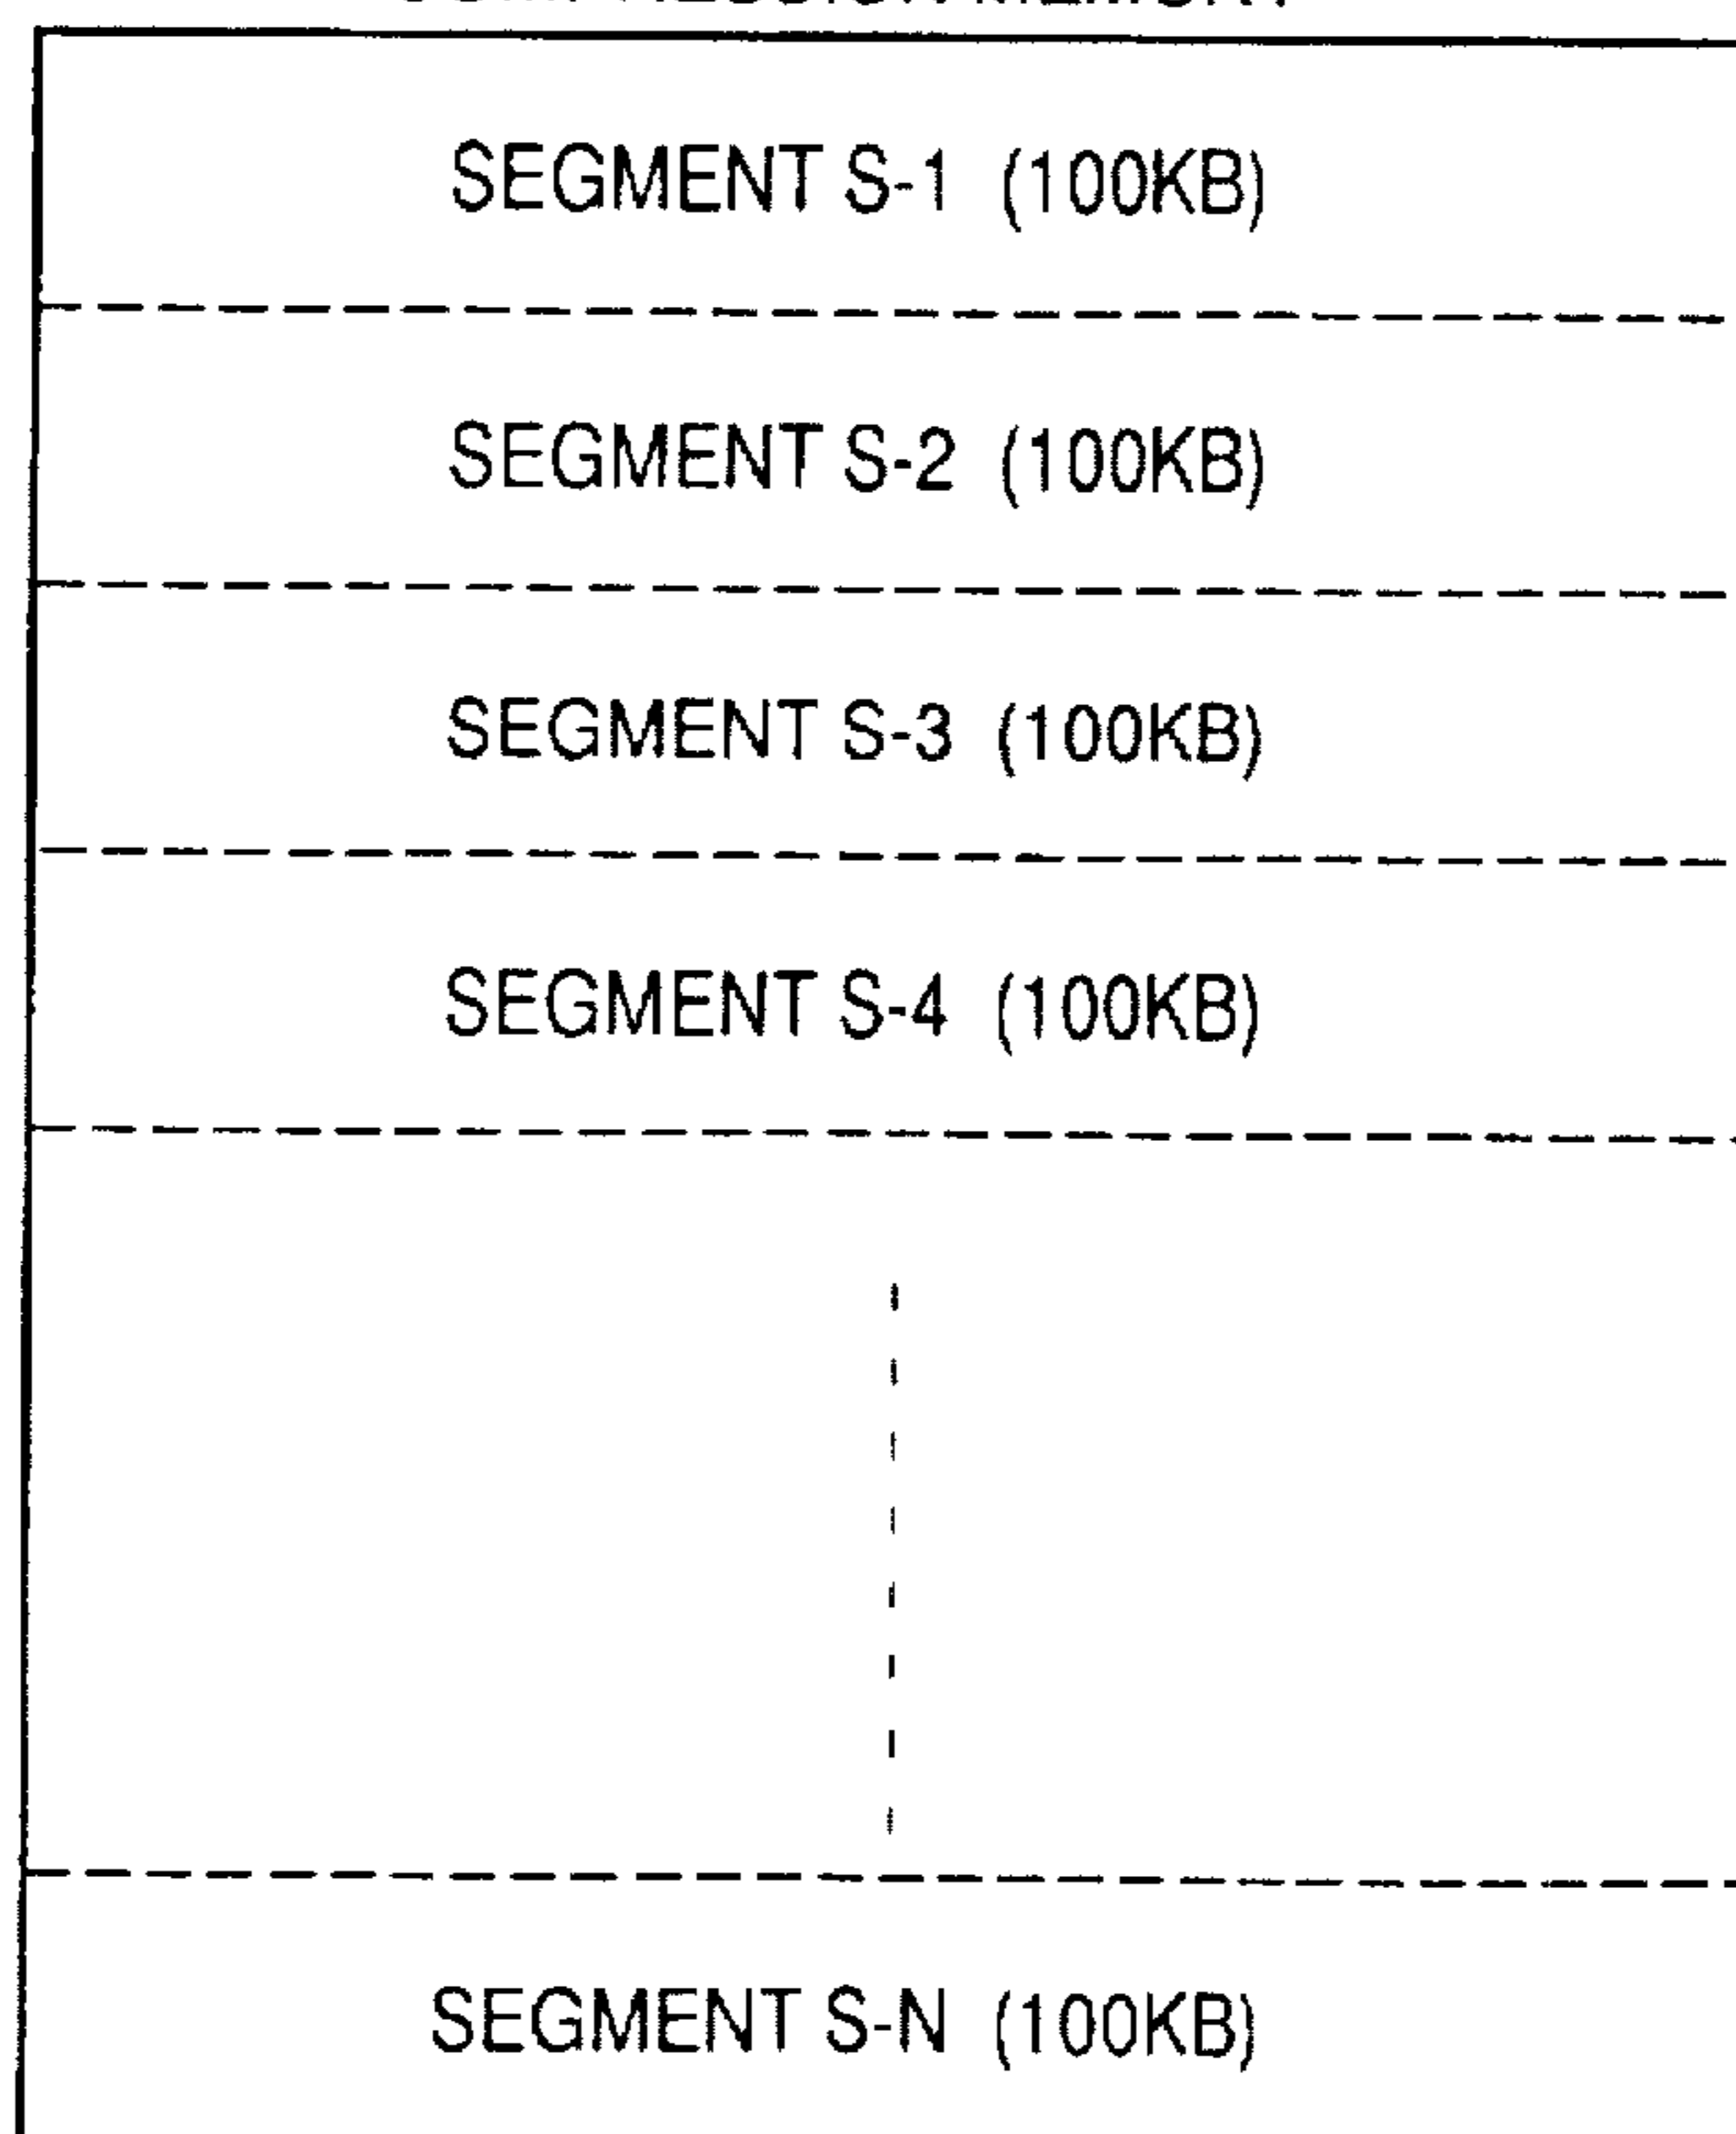 SEGMENT S-1 (100KB)
SEGMENT S-2 (100KB)
SEGMENT S-3 (100KB)
SEGMENT S-4 (100KB)
SEGMENT S-N (100KB)